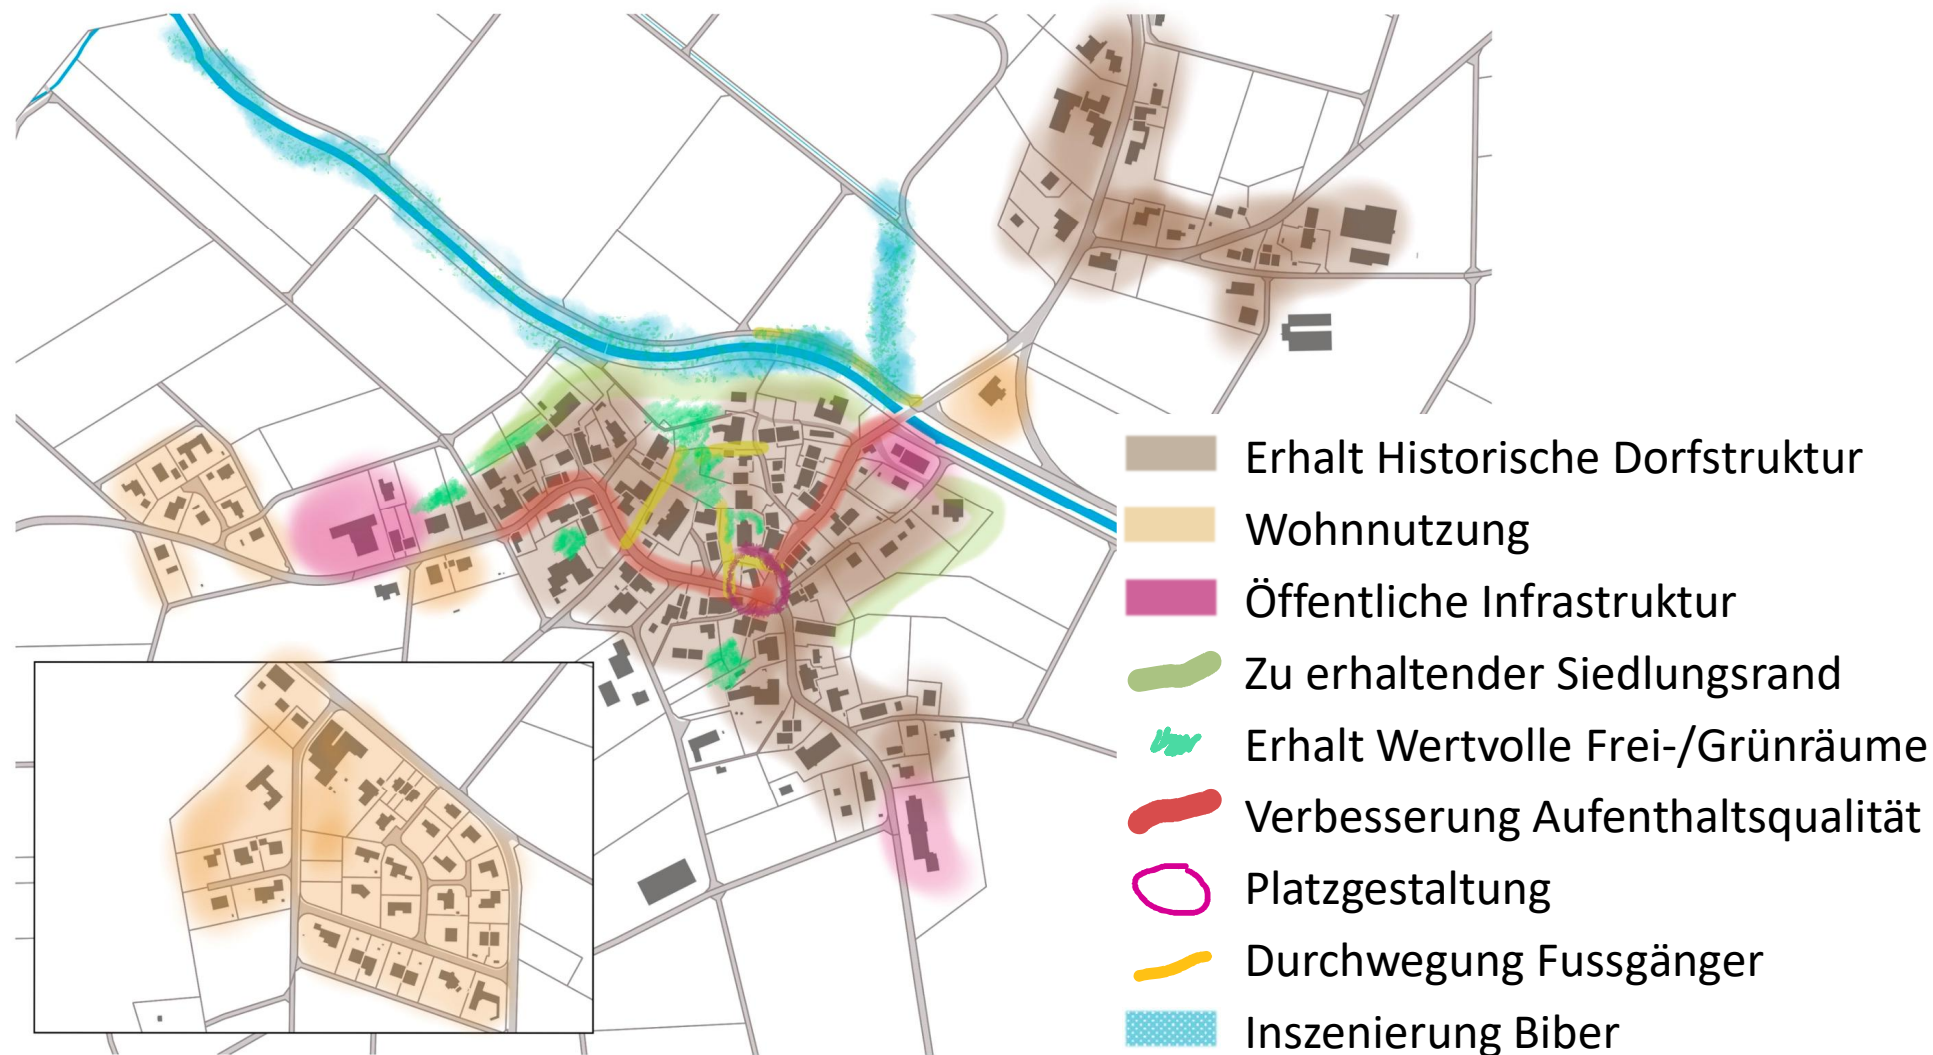 Erhalt Historische Dorfstruktur
Wohnnutzung
Öffentliche Infrastruktur
Zu erhaltender Siedlungsrand
Erhalt Wertvolle Frei-/Grünräume
Verbesserung Aufenthaltsqualität
Platzgestaltung
Durchwegung Fussgänger
Inszenierung Biber